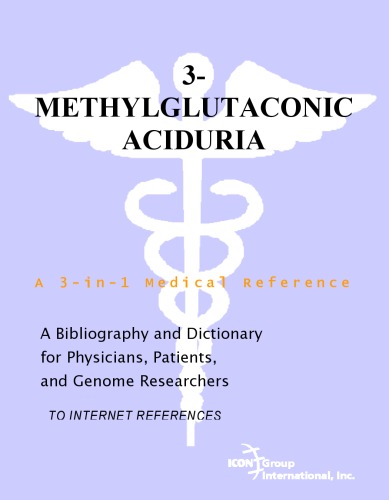 3-
METHYLGLUTACONIC
ACIDURIA
A 3-in-1 Medical Reference
A Bibliography and Dictionary
for Physicians, Patients,
and Genome Researchers
TO INTERNET REFERENCES
ICON Group
International, Inc.